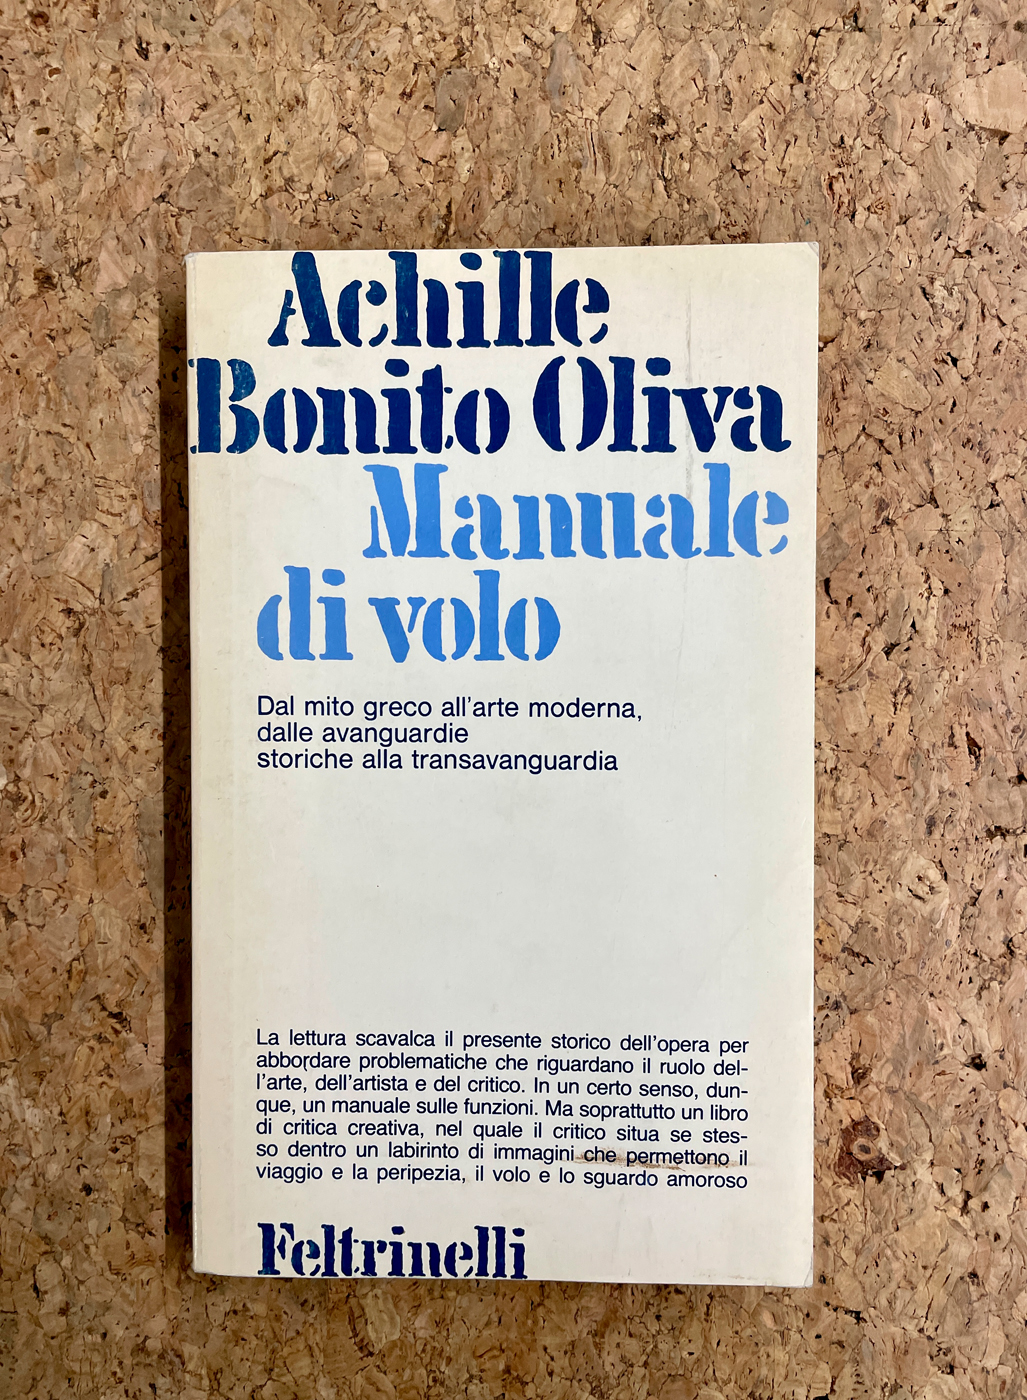 Achille
Bonito Oliva
Manuale
di volo
Dal mito greco all'arte moderna,
dalle avanguardie
storiche alla transavanguardia
La lettura scavalca il presente storico dell'opera per
abbordare problematiche che riguardano il ruolo del-
l'arte, dell'artista e del critico. In un certo senso, dun-
que, un manuale sulle funzioni. Ma soprattutto un libro
di critica creativa, nel quale il critico situa se stes-
so dentro un labirinto di immagini che permettono il
viaggio e la peripezia, il volo e lo sguardo amoroso
Feltrinelli